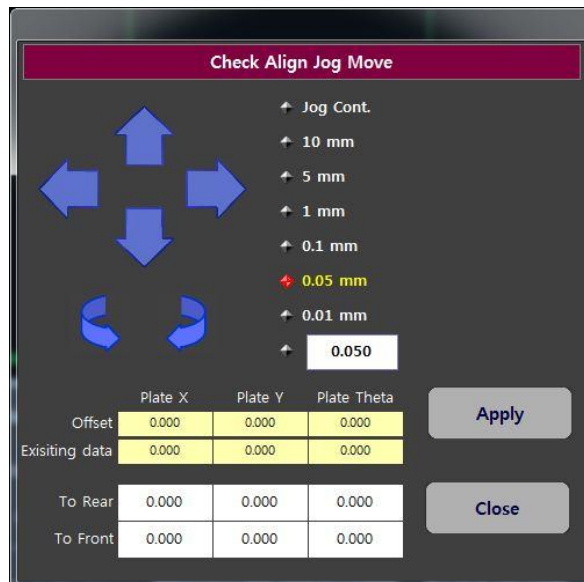 Check Align Jog Move
Jog Cont.
10 mm
5 mm
1 mm
0.1 mm
0.05 mm
0.01 mm
0.050
Plate X Plate Y Plate Theta
Offset 0.000 0.000 0.000
Exisiting data 0.000 0.000 0.000
To Rear 0.000 0.000 0.000
To Front 0.000 0.000 0.000
Apply
Close